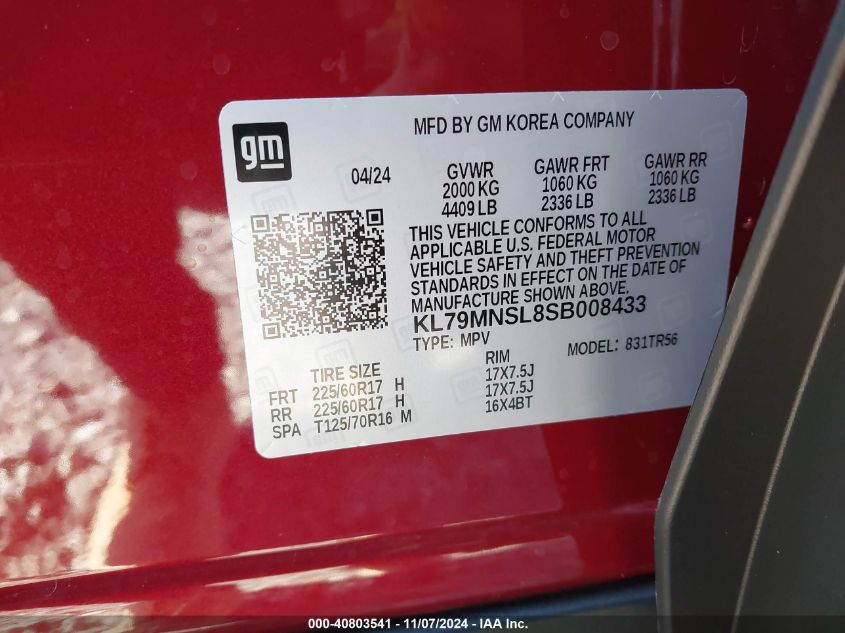 MFD BY GM KOREA COMPANY
gm
04/24
GVWR GAWR FRT GAWR RR
2000 KG 1060 KG 1060 KG
4409 LB 2336 LB 2336 LB
THIS VEHICLE CONFORMS TO ALL
APPLICABLE U.S. FEDERAL MOTOR
VEHICLE SAFETY AND THEFT PREVENTION
STANDARDS IN EFFECT ON THE DATE OF
MANUFACTURE SHOWN ABOVE.
KL79MNSL8SB008433
TYPE: MPV MODEL: 831TR56
TIRE SIZE RIM
FRT 225/60R17 H 17X7.5J
RR 225/60R17 H 17X7.5J
SPA T125/70R16 M 16X4BT
000-40803541 - 11/07/2024 - IAA Inc.